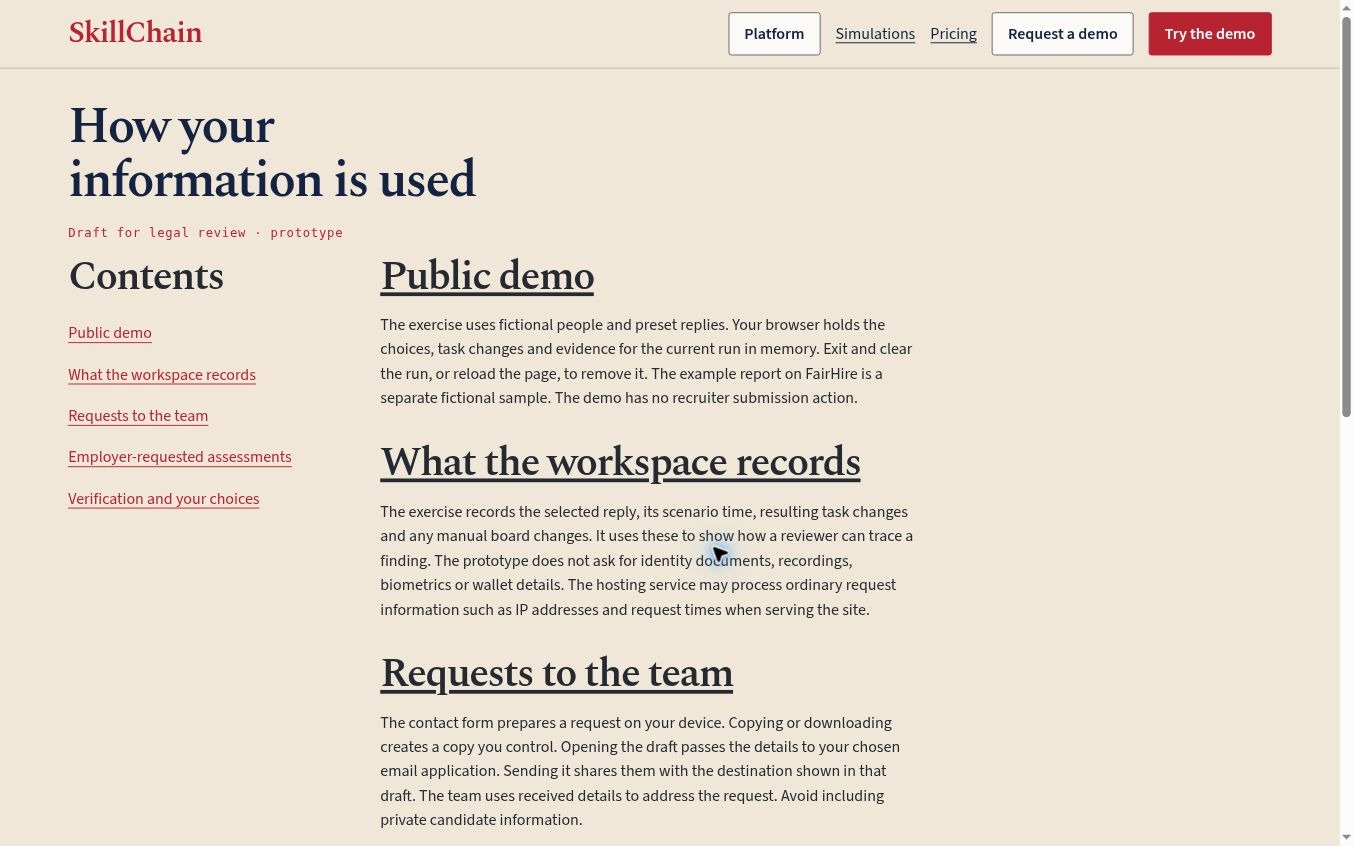 SkillChain
Platform
Simulations
Pricing
Request a demo
Try the demo
How your
information is used
Draft for legal review · prototype
Contents
Public demo
What the workspace records
Requests to the team
Employer-requested assessments
Verification and your choices
Public demo
The exercise uses fictional people and preset replies. Your browser holds the
choices, task changes and evidence for the current run in memory. Exit and clear
the run, or reload the page, to remove it. The example report on FairHire is a
separate fictional sample. The demo has no recruiter submission action.
What the workspace records
The exercise records the selected reply, its scenario time, resulting task changes
and any manual board changes. It uses these to show how a reviewer can trace a
finding. The prototype does not ask for identity documents, recordings,
biometrics or wallet details. The hosting service may process ordinary request
information such as IP addresses and request times when serving the site.
Requests to the team
The contact form prepares a request on your device. Copying or downloading
creates a copy you control. Opening the draft passes the details to your chosen
email application. Sending it shares them with the destination shown in that
draft. The team uses received details to address the request. Avoid including
private candidate information.